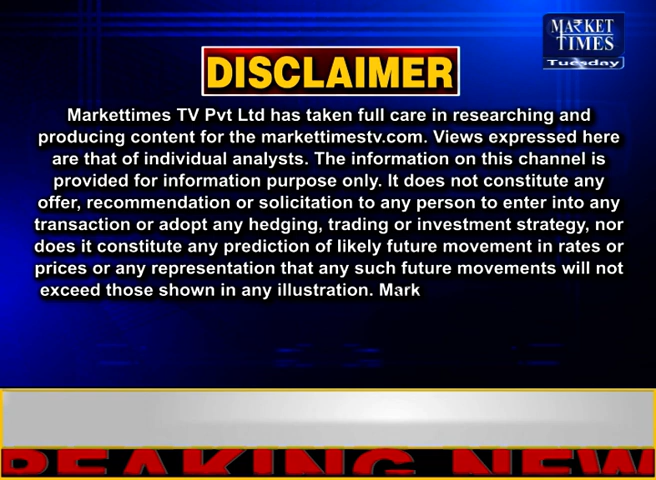 MARKET
TIMES
Tuesday
DISCLAIMER
Markettimes TV Pvt Ltd has taken full care in researching and
producing content for the markettimestv.com. Views expressed here
are that of individual analysts. The information on this channel is
provided for information purpose only. It does not constitute any
offer, recommendation or solicitation to any person to enter into any
transaction or adopt any hedging, trading or investment strategy, nor
does it constitute any prediction of likely future movement in rates or
prices or any representation that any such future movements will not
exceed those shown in any illustration. Mark
BREAKING NEW